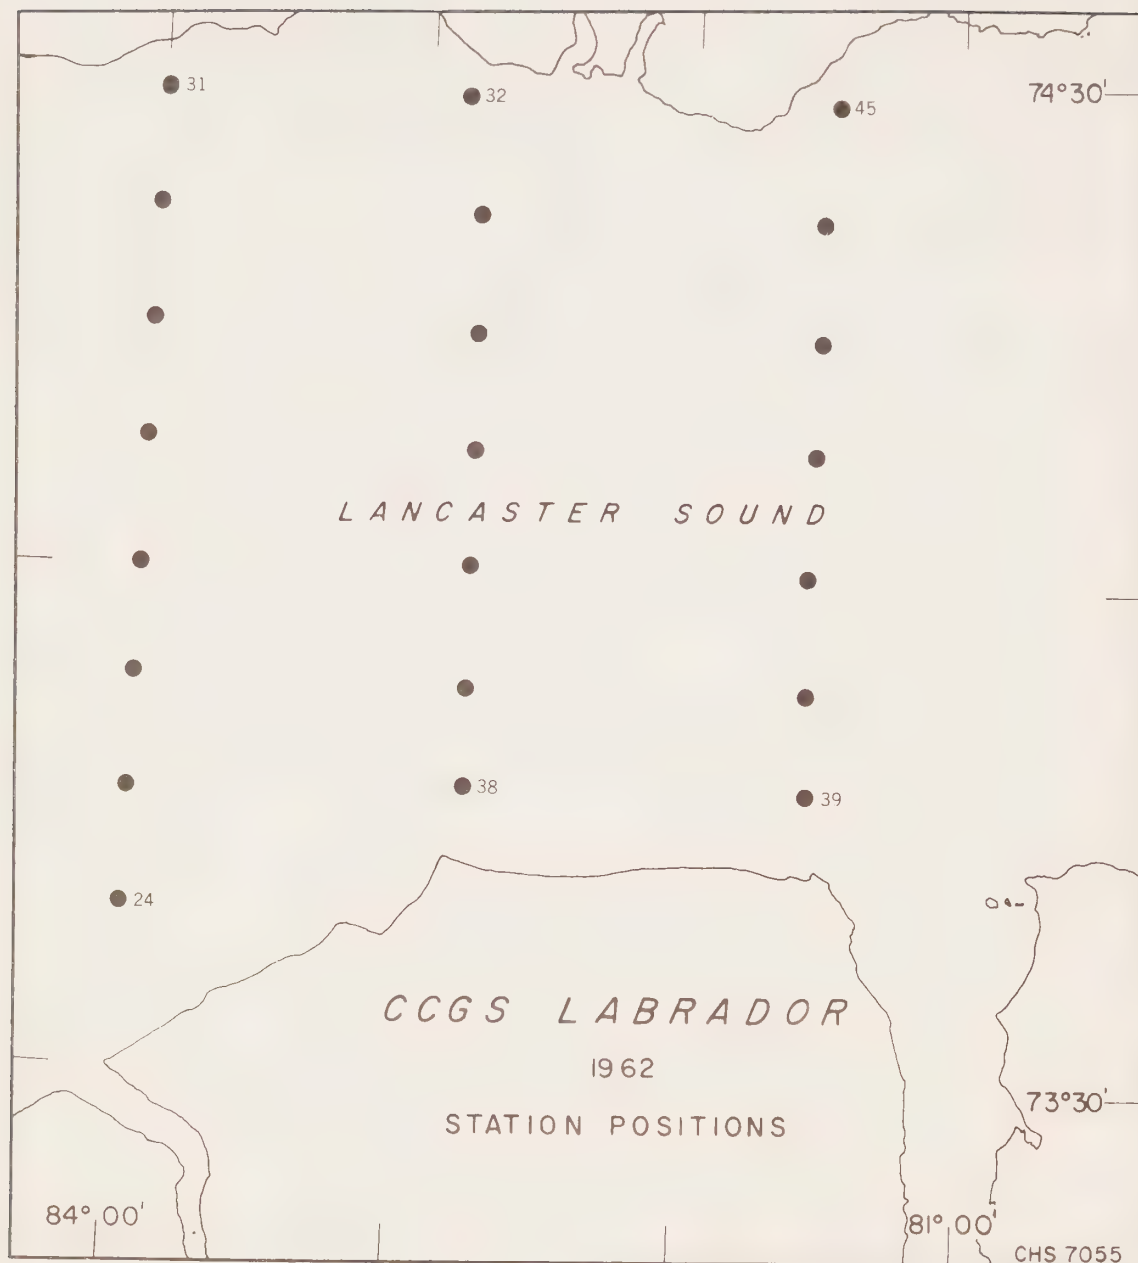 31
32
45
74°30'
LANCASTER SOUND
38
39
24
CCGS LABRADOR
1962
STATION POSITIONS
73°30'
84°00'
81°00'
CHS 7055